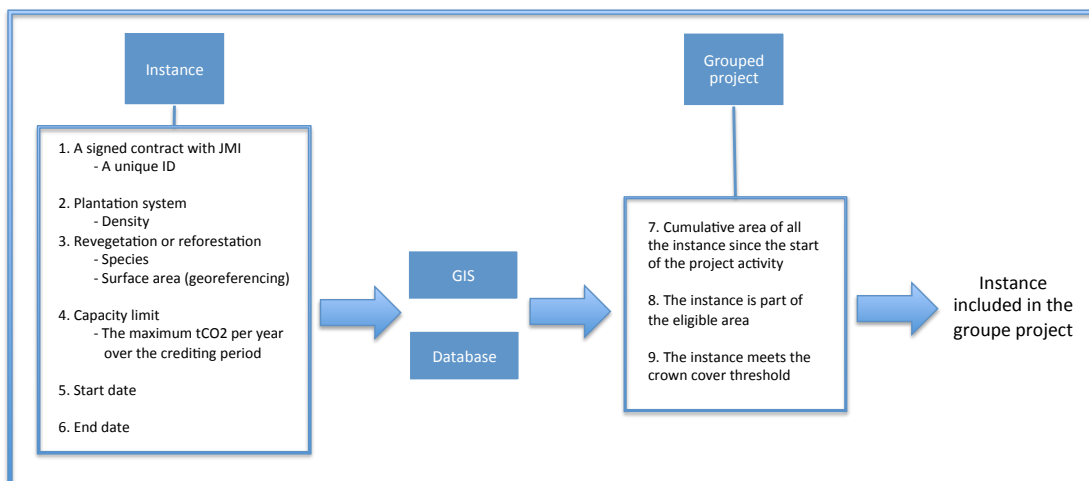 Instance
1. A signed contract with JMI
- A unique ID
2. Plantation system
- Density
3. Revegetation or reforestation
- Species
- Surface area (georeferencing)
4. Capacity limit
- The maximum tCO2 per year
over the crediting period
5. Start date
6. End date
GIS
Database
Grouped
project
7. Cumulative area of all
the instance since the start
of the project activity
8. The instance is part of
the eligible area
9. The instance meets the
crown cover threshold
Instance
included in the
groupe project